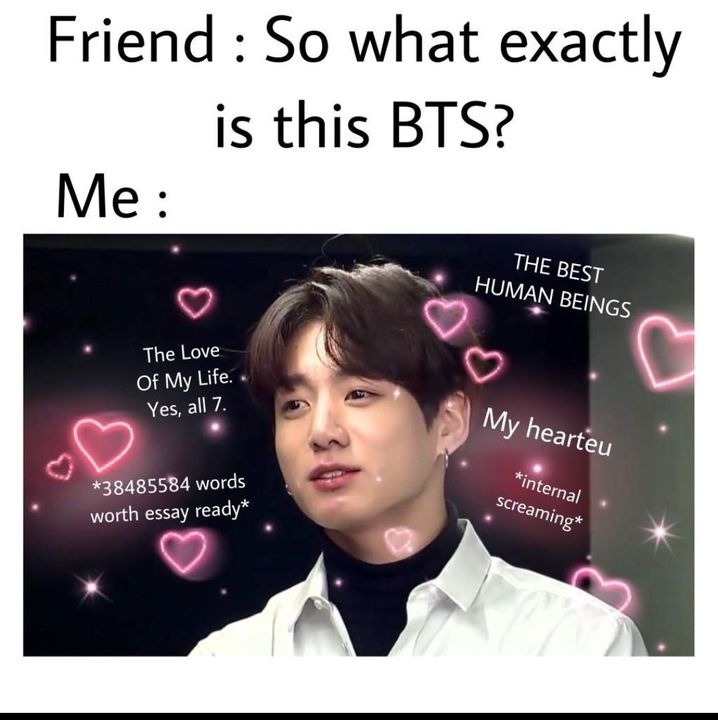 Friend : So what exactly
is this BTS?
Me :
THE BEST
HUMAN BEINGS
The Love
Of My Life.
Yes, all 7.
My hearteu
*38485584 words
worth essay ready*
*internal
screaming*